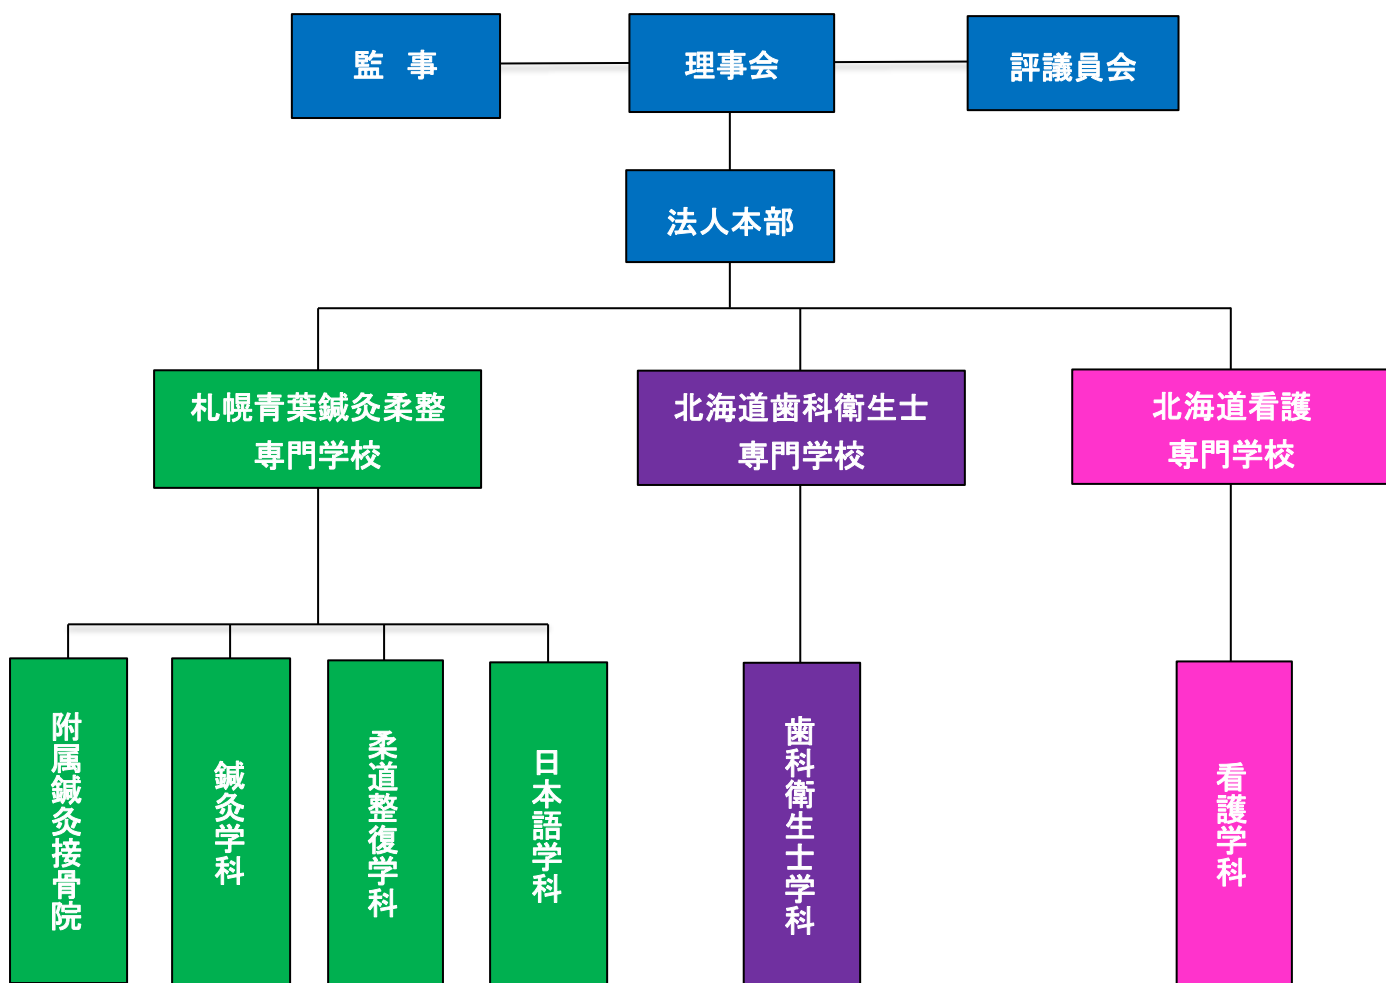 監　事
理事会
評議員会
法人本部
札幌青葉鍼灸柔整
専門学校
北海道歯科衛生士
専門学校
北海道看護
専門学校
附属鍼灸接骨院
鍼灸学科
柔道整復学科
日本語学科
歯科衛生士学科
看護学科